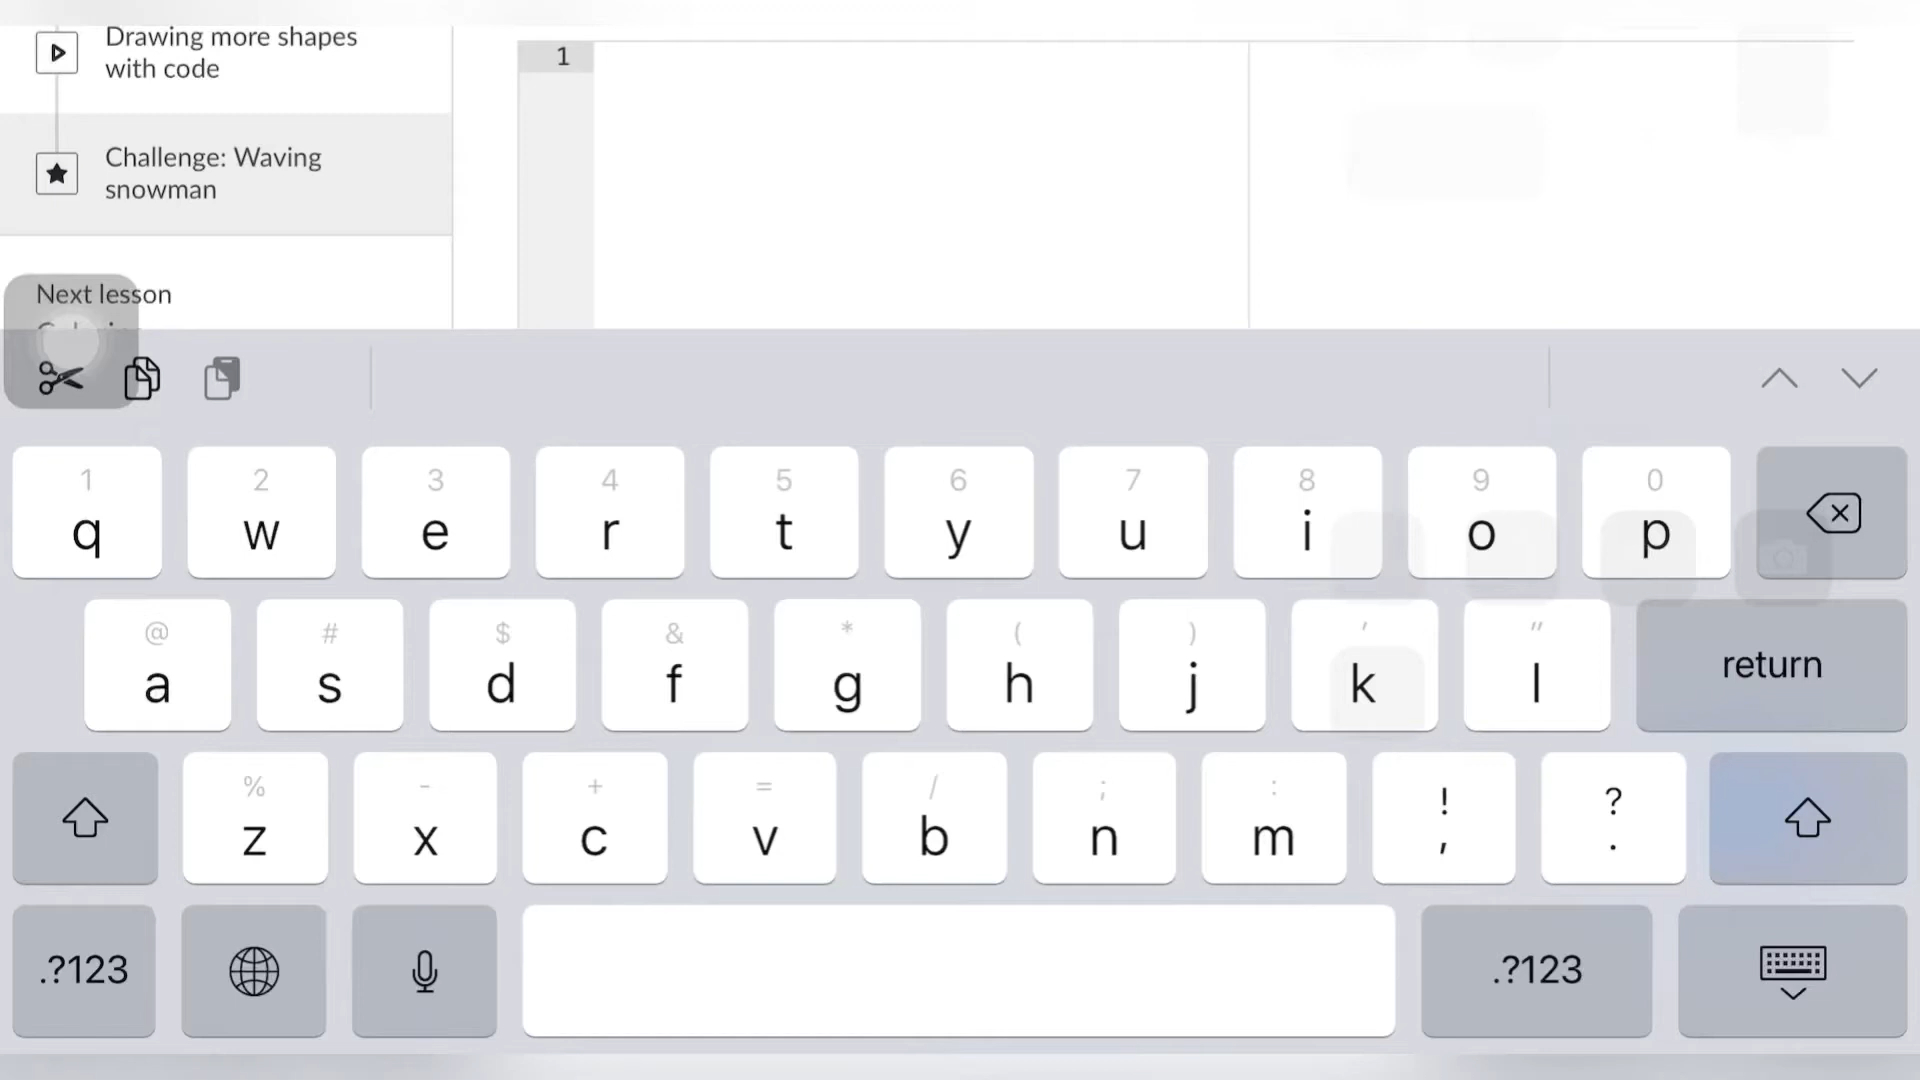 Drawing more shapes
with code
1
Challenge: Waving
snowman
Next lesson
1 2 3 4 5 6 7 8 9 0
q w e r t y u i o p
@ # $ & * ( ) ' "
a s d f g h j k l return
% - + = / ; : ! ?
z x c v b n m , .
.?123 .?123